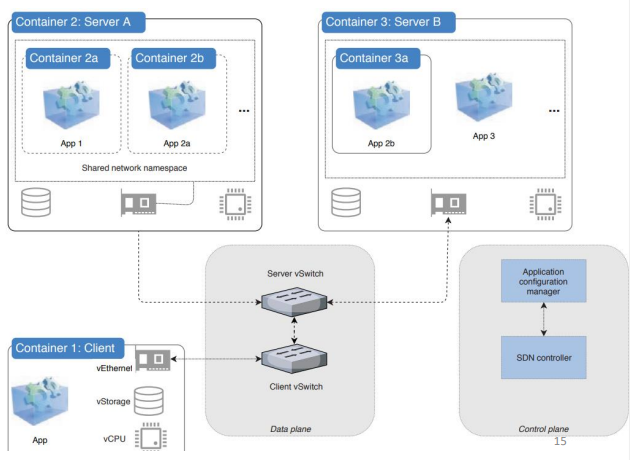 Container 2: Server A
Container 2a
Container 2b
App 1
App 2a
...
Shared network namespace
Container 3: Server B
Container 3a
App 2b
App 3
...
Server vSwitch
Client vSwitch
Data plane
Application
configuration
manager
SDN controller
Control plane
Container 1: Client
vEthernet
vStorage
App
vCPU
15